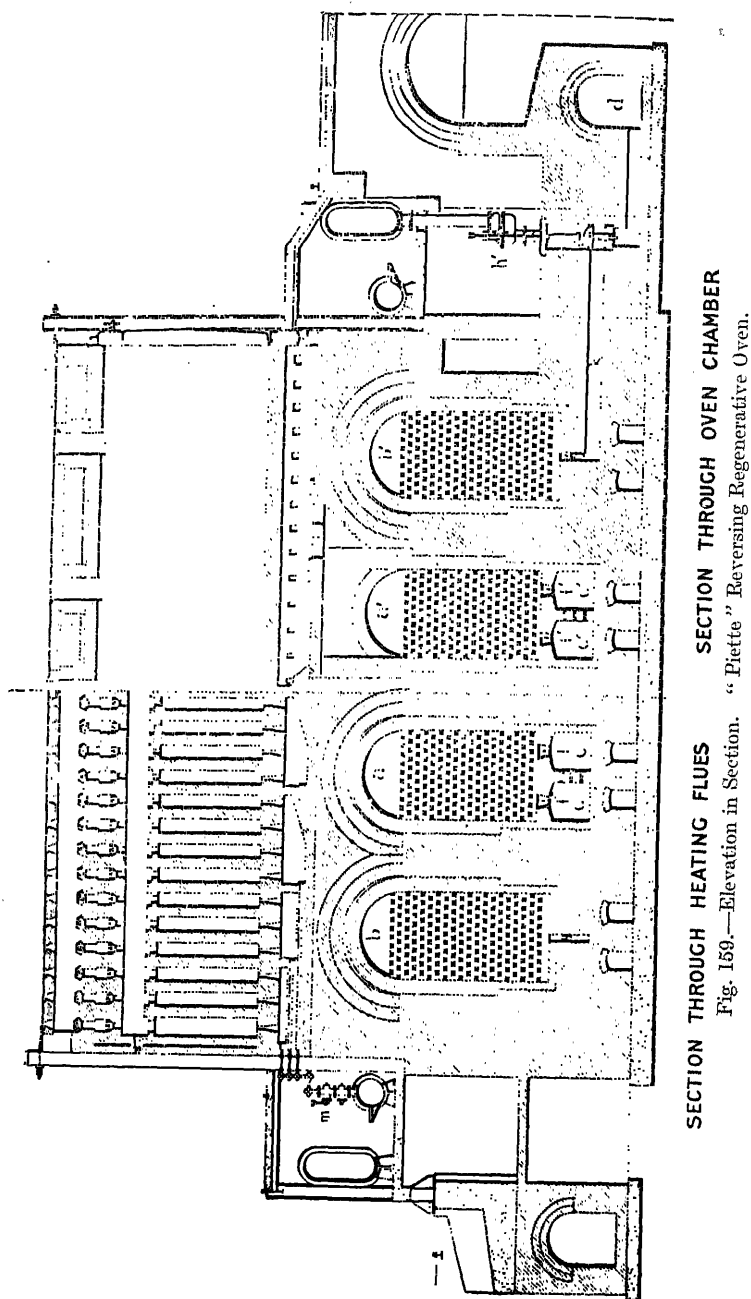 b
a
a'
b'
h'
d
m
SECTION THROUGH HEATING FLUES SECTION THROUGH OVEN CHAMBER
Fig. 159.—Elevation in Section. “ Piette ” Reversing Regenerative Oven.